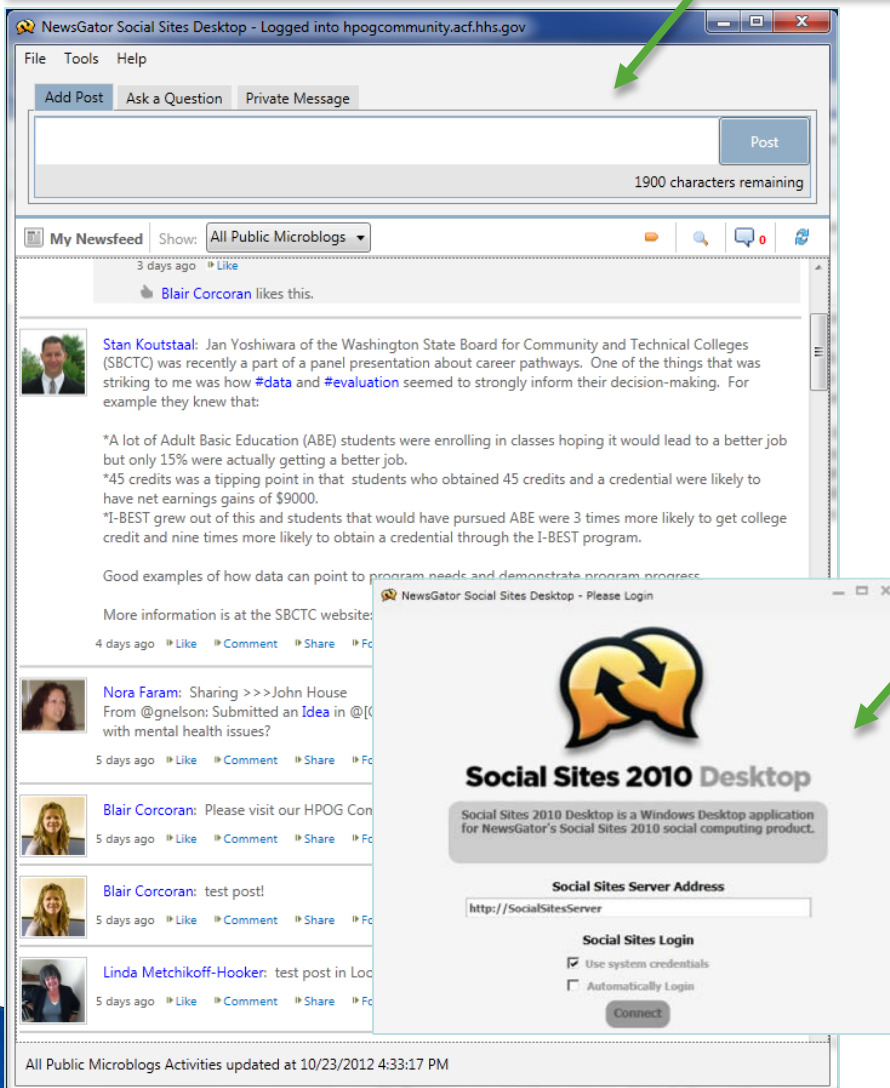 NewsGator Social Sites Desktop - Logged into hpogcommunity.acf.hhs.gov
File Tools Help
Add Post Ask a Question Private Message
Post
1900 characters remaining
My Newsfeed Show: All Public Microblogs 0
3 days ago Like
Blair Corcoran likes this.
Stan Koutstaal: Jan Yoshiwara of the Washington State Board for Community and Technical Colleges
(SBCTC) was recently a part of a panel presentation about career pathways. One of the things that was
striking to me was how #data and #evaluation seemed to strongly inform their decision-making. For
example they knew that:
*A lot of Adult Basic Education (ABE) students were enrolling in classes hoping it would lead to a better job
but only 15% were actually getting a better job.
*45 credits was a tipping point in that students who obtained 45 credits and a credential were likely to
have net earnings gains of $9000.
*I-BEST grew out of this and students that would have pursued ABE were 3 times more likely to get college
credit and nine times more likely to obtain a credential through the I-BEST program.
Good examples of how data can point to program needs and demonstrate program progress.
More information is at the SBCTC website:
4 days ago Like Comment Share Fo
Nora Faram: Sharing >>>John House
From @gnelson: Submitted an Idea in @[
with mental health issues?
5 days ago Like Comment Share Fo
Blair Corcoran: Please visit our HPOG Com
5 days ago Like Comment Share Fo
Blair Corcoran: test post!
5 days ago Like Comment Share Fo
Linda Metchikoff-Hooker: test post in Loc
5 days ago Like Comment Share Fo
All Public Microblogs Activities updated at 10/23/2012 4:33:17 PM
NewsGator Social Sites Desktop - Please Login
Social Sites 2010 Desktop
Social Sites 2010 Desktop is a Windows Desktop application
for NewsGator's Social Sites 2010 social computing product.
Social Sites Server Address
http://SocialSitesServer
Social Sites Login
Use system credentials
Automatically Login
Connect